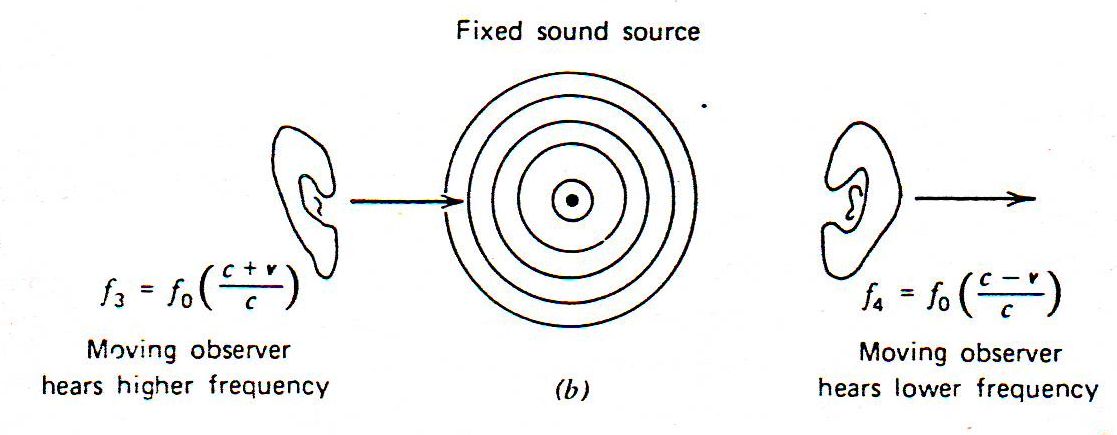 Fixed sound source
f₃ = f₀(c + v / c)
f₄ = f₀(c − v / c)
Moving observer
hears higher frequency
(b)
Moving observer
hears lower frequency